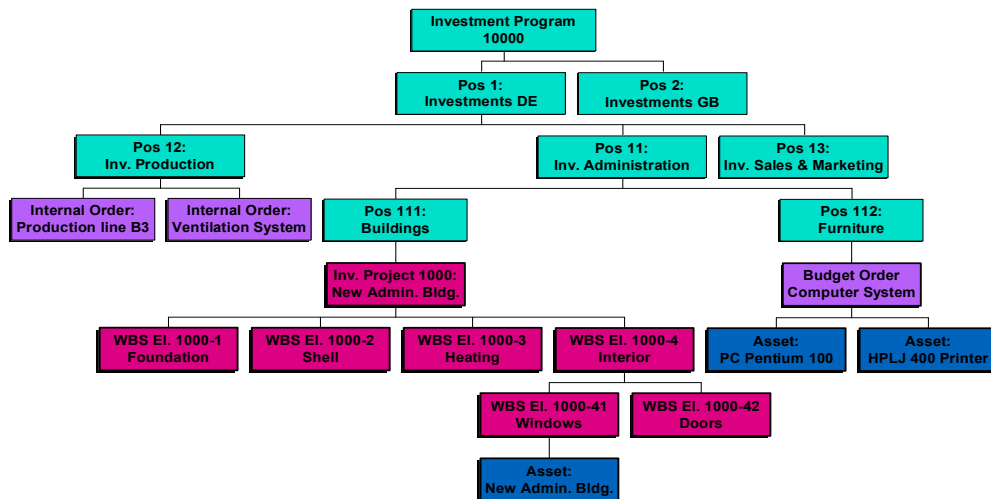 Investment Program
10000
Pos 1:
Investments DE
Pos 2:
Investments GB
Pos 12:
Inv. Production
Pos 11:
Inv. Administration
Pos 13:
Inv. Sales & Marketing
Internal Order:
Production line B3
Internal Order:
Ventilation System
Pos 111:
Buildings
Pos 112:
Furniture
Inv. Project 1000:
New Admin. Bldg.
Budget Order
Computer System
WBS El. 1000-1
Foundation
WBS El. 1000-2
Shell
WBS El. 1000-3
Heating
WBS El. 1000-4
Interior
Asset:
PC Pentium 100
Asset:
HPLJ 400 Printer
WBS El. 1000-41
Windows
WBS El. 1000-42
Doors
Asset:
New Admin. Bldg.